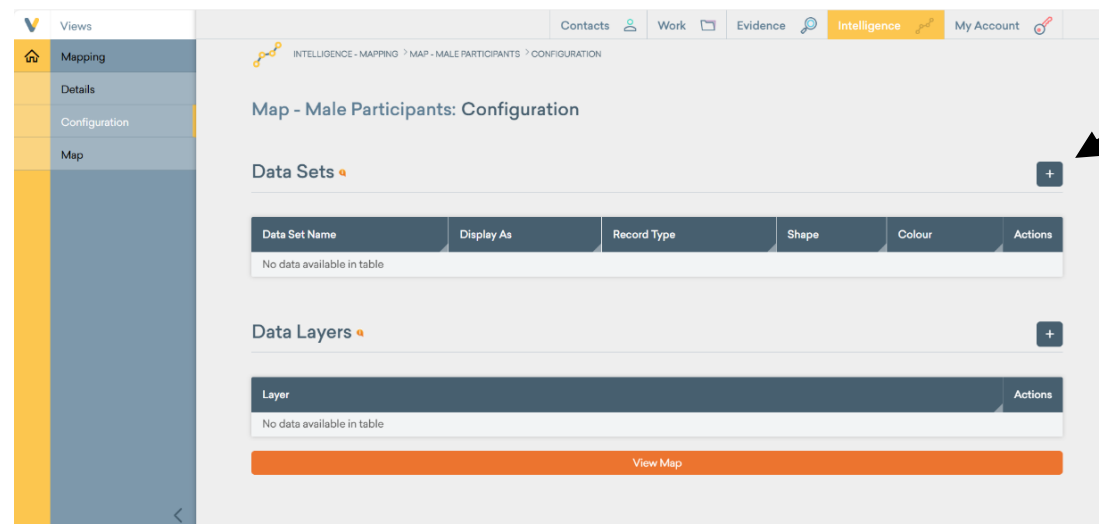 Views
Contacts Work Evidence Intelligence My Account
Mapping
Details
Configuration
Map
INTELLIGENCE - MAPPING > MAP - MALE PARTICIPANTS > CONFIGURATION
Map - Male Participants: Configuration
Data Sets
+
Data Set Name Display As Record Type Shape Colour Actions
No data available in table
Data Layers
+
Layer Actions
No data available in table
View Map